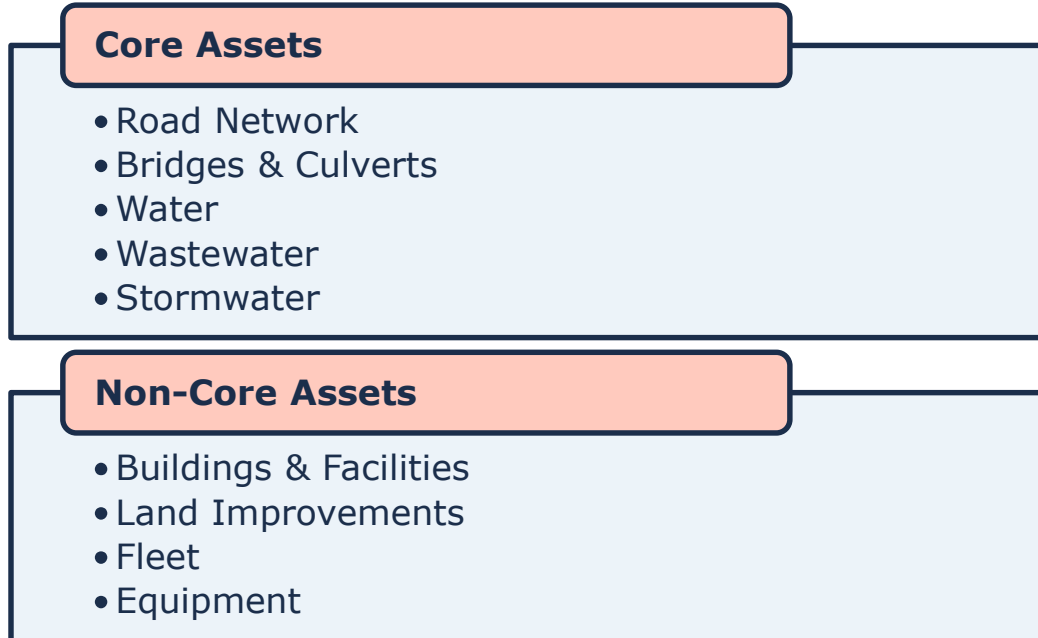 Core Assets
• Road Network
• Bridges & Culverts
• Water
• Wastewater
• Stormwater
Non-Core Assets
• Buildings & Facilities
• Land Improvements
• Fleet
• Equipment